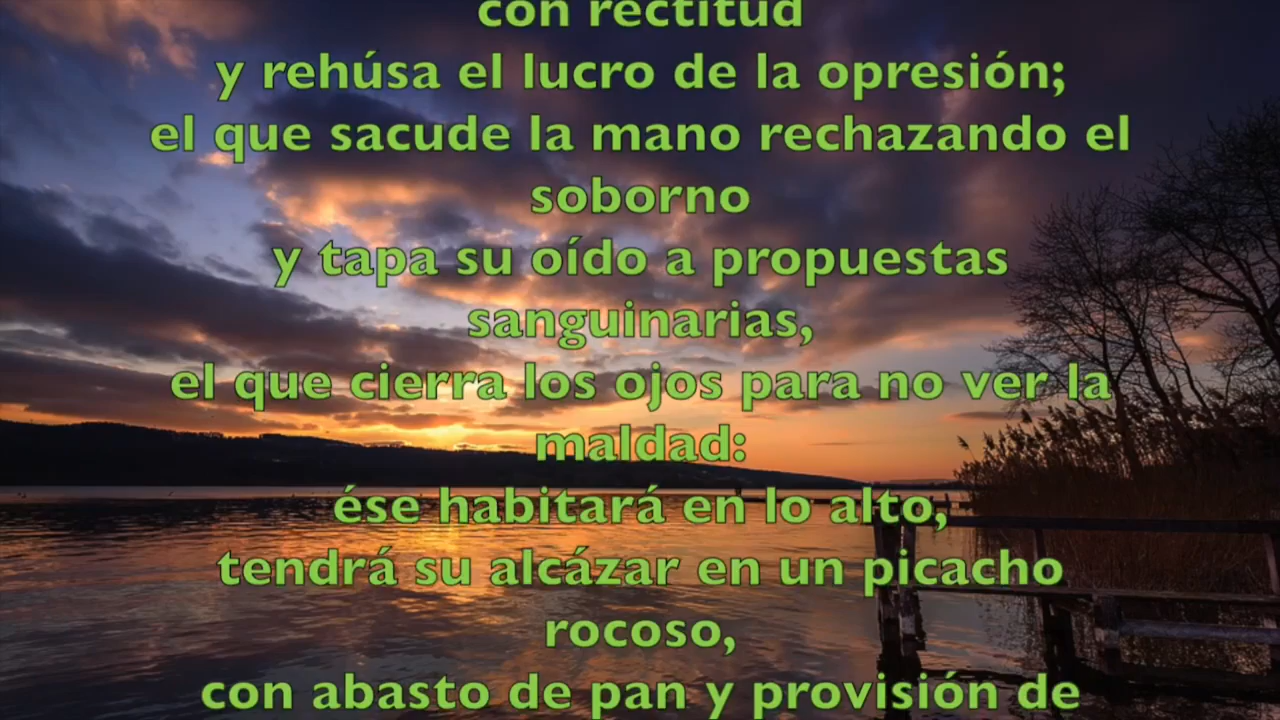 con rectitud
y rehúsa el lucro de la opresión;
el que sacude la mano rechazando el
soborno
y tapa su oído a propuestas
sanguinarias,
el que cierra los ojos para no ver la
maldad:
ése habitará en lo alto,
tendrá su alcázar en un picacho
rocoso,
con abasto de pan y provisión de